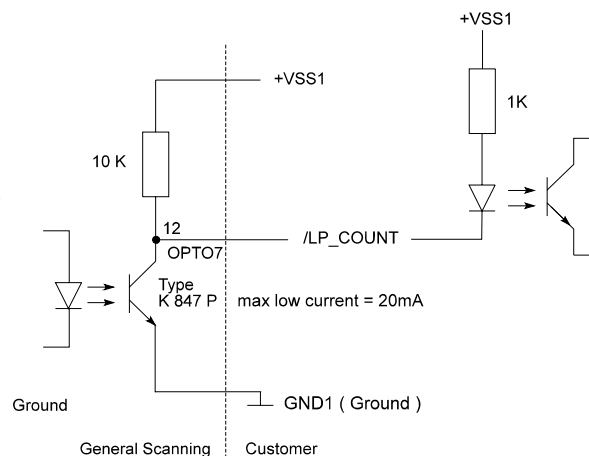 +VSS1
+VSS1
1K
10 K
12
/LP_COUNT
OPTO7
Type
K 847 P
max low current = 20mA
GND1 ( Ground )
Ground
General Scanning
Customer